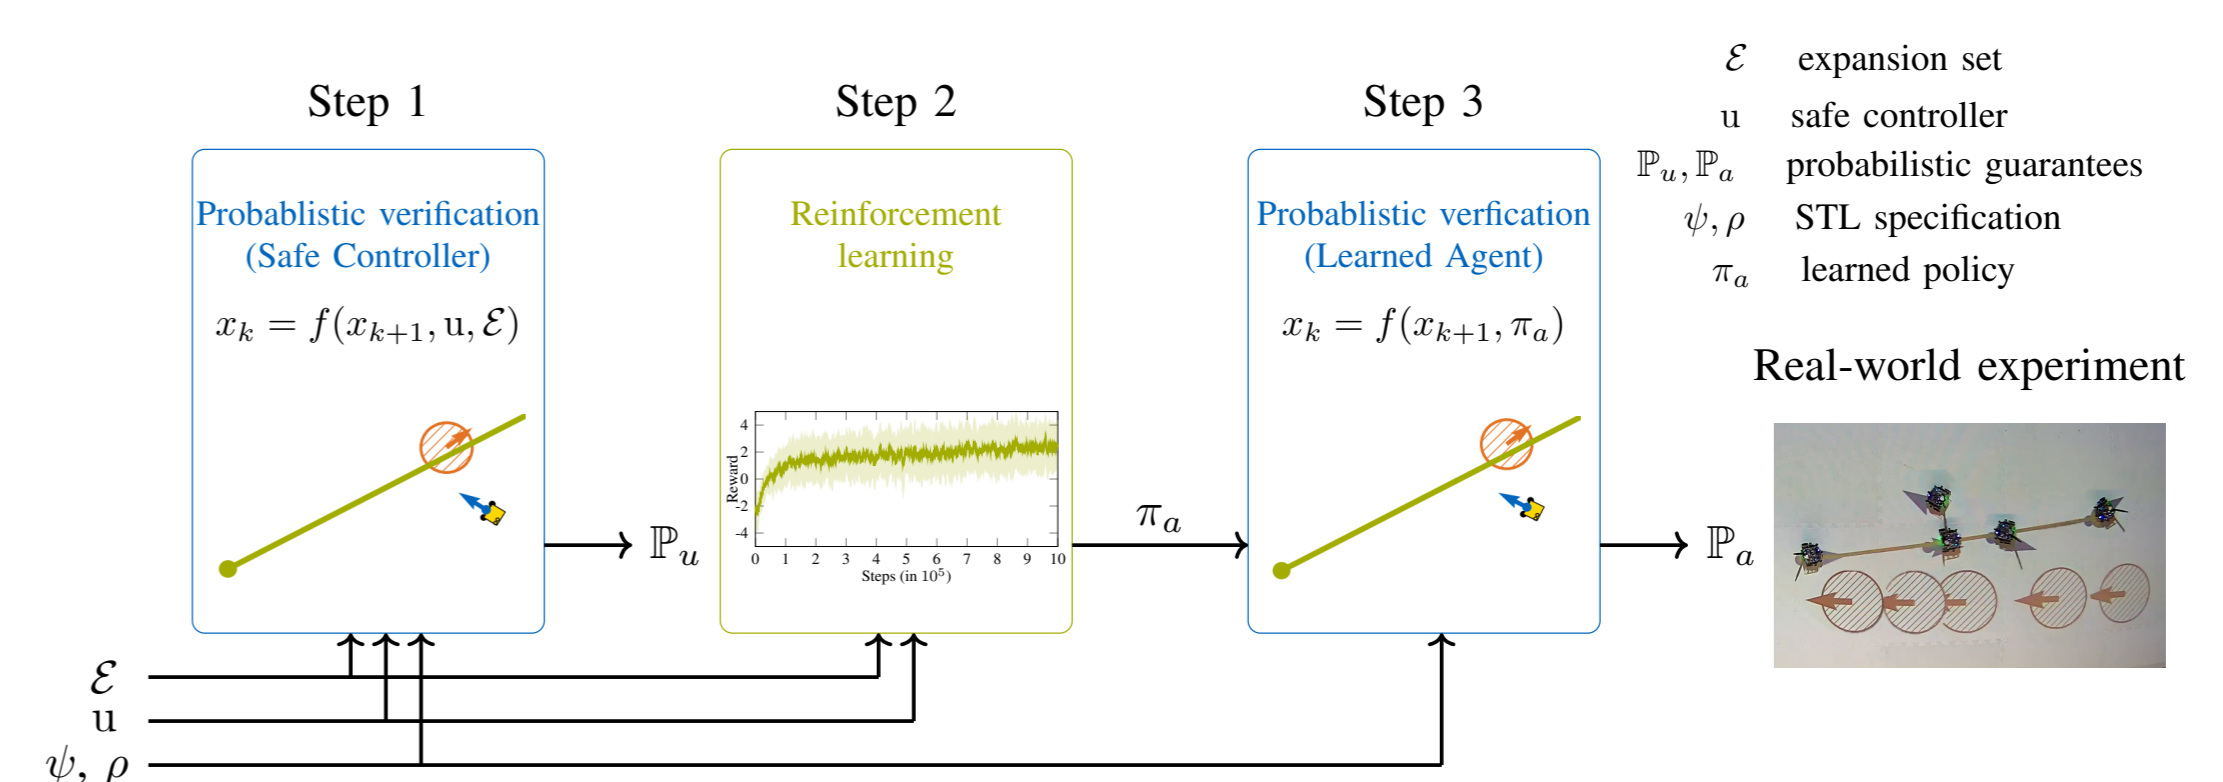 Step 1
Probablistic verification
(Safe Controller)
x_k = f(x_{k+1}, u, ℰ)
ℙ_u
Step 2
Reinforcement
learning
Reward
4
2
0
-2
-4
0 1 2 3 4 5 6 7 8 9 10
Steps (in 10^5)
π_a
Step 3
Probablistic verfication
(Learned Agent)
x_k = f(x_{k+1}, π_a)
ℙ_a
ℰ expansion set
u safe controller
ℙ_u, ℙ_a probabilistic guarantees
ψ, ρ STL specification
π_a learned policy
Real-world experiment
ℰ
u
ψ, ρ